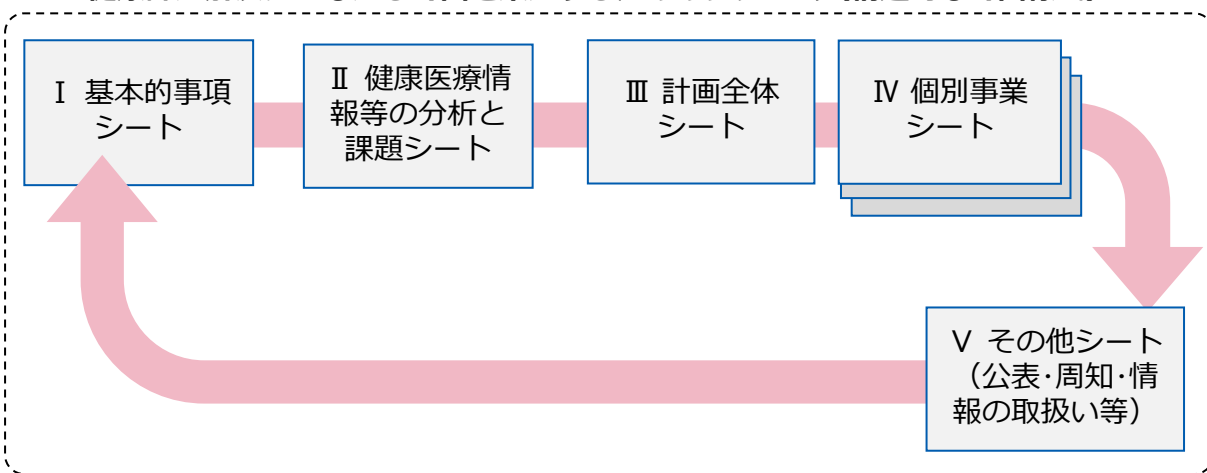 Ⅰ 基本的事項
シート
Ⅱ 健康医療情
報等の分析と
課題シート
Ⅲ 計画全体
シート
Ⅳ 個別事業
シート
Ⅴ その他シート
（公表･周知･情
報の取扱い等）